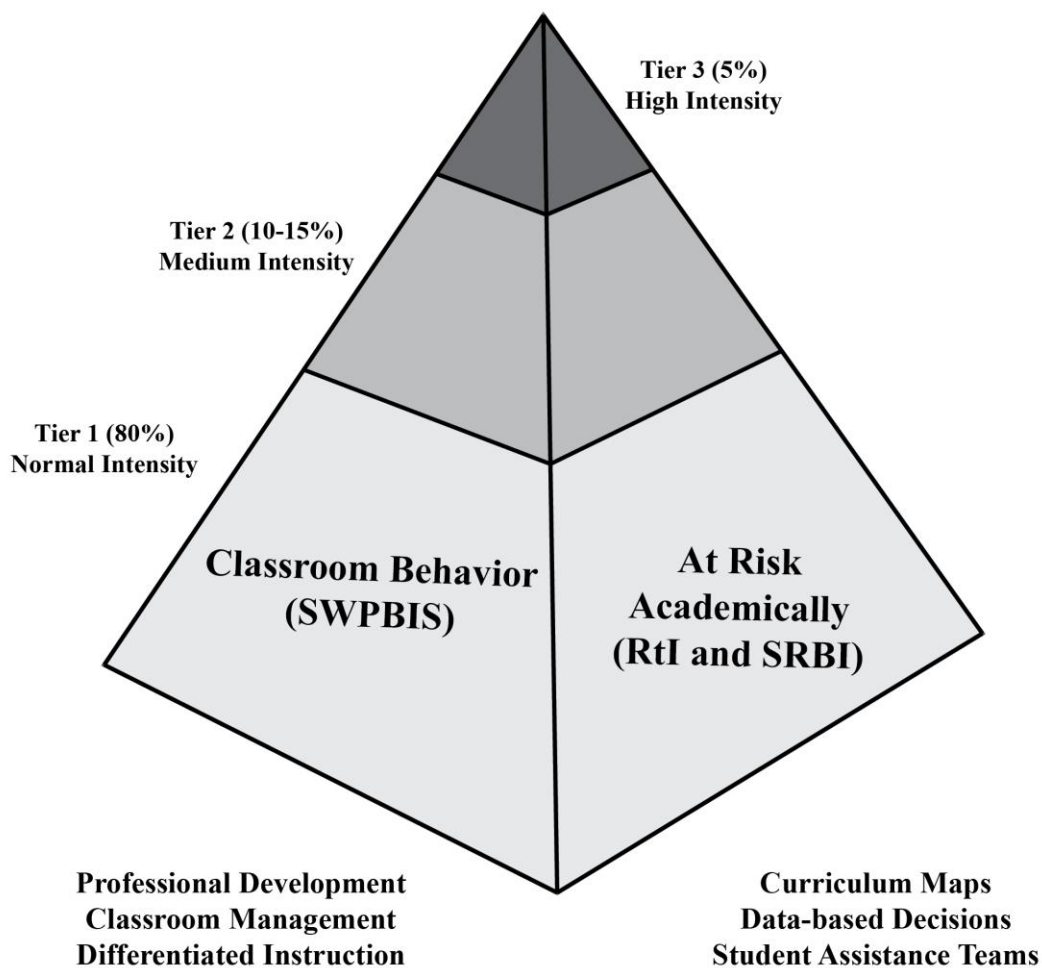 Tier 3 (5%)
High Intensity
Tier 2 (10-15%)
Medium Intensity
Tier 1 (80%)
Normal Intensity
Classroom Behavior
(SWPBIS)
At Risk
Academically
(RtI and SRBI)
Professional Development
Classroom Management
Differentiated Instruction
Curriculum Maps
Data-based Decisions
Student Assistance Teams